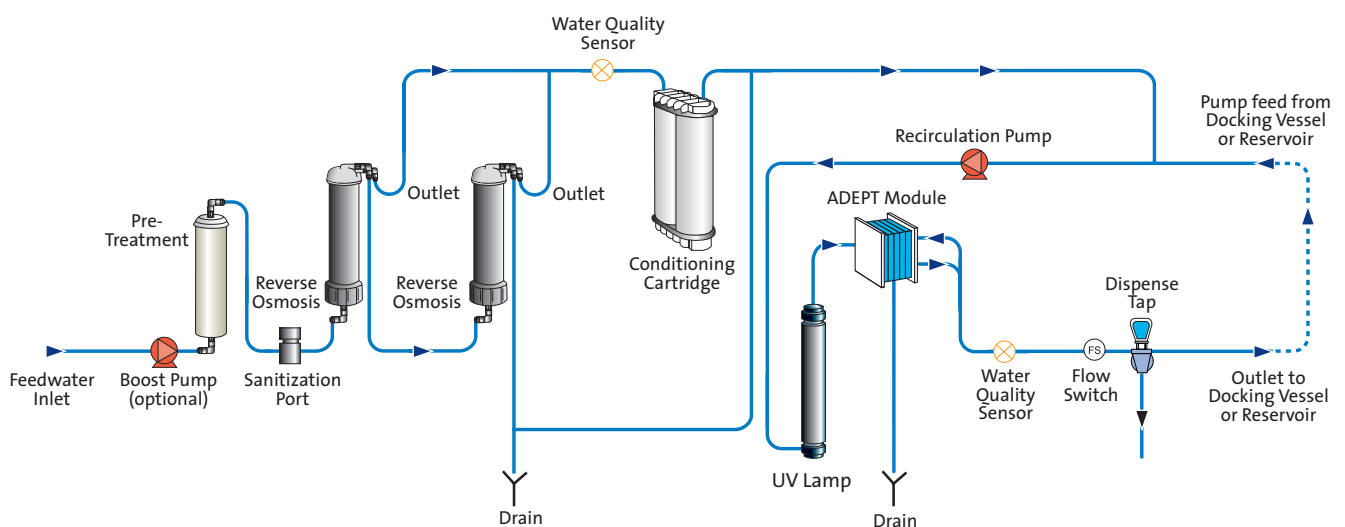 Water Quality
Sensor
Pump feed from
Docking Vessel
or Reservoir
Recirculation Pump
Outlet
Outlet
ADEPT Module
Pre-
Treatment
Conditioning
Cartridge
Reverse
Osmosis
Reverse
Osmosis
Dispense
Tap
FS
Feedwater
Inlet
Boost Pump
(optional)
Sanitization
Port
Water
Quality
Sensor
Flow
Switch
Outlet to
Docking Vessel
or Reservoir
UV Lamp
Drain
Drain